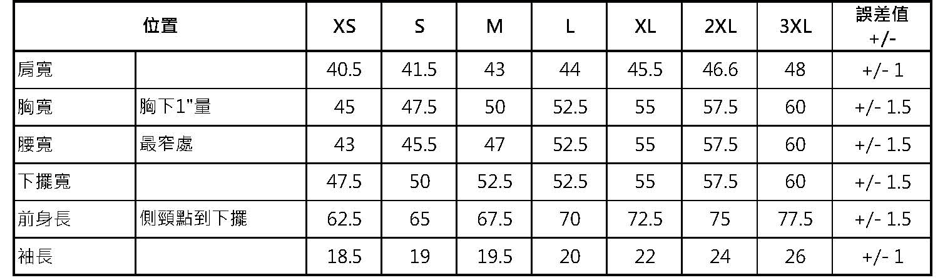 位置 XS S M L XL 2XL 3XL 誤差值 +/-
肩寬 40.5 41.5 43 44 45.5 46.6 48 +/- 1
胸寬 胸下1"量 45 47.5 50 52.5 55 57.5 60 +/- 1.5
腰寬 最窄處 43 45.5 47 52.5 55 57.5 60 +/- 1.5
下擺寬 47.5 50 52.5 52.5 55 57.5 60 +/- 1.5
前身長 側頸點到下擺 62.5 65 67.5 70 72.5 75 77.5 +/- 1.5
袖長 18.5 19 19.5 20 22 24 26 +/- 1